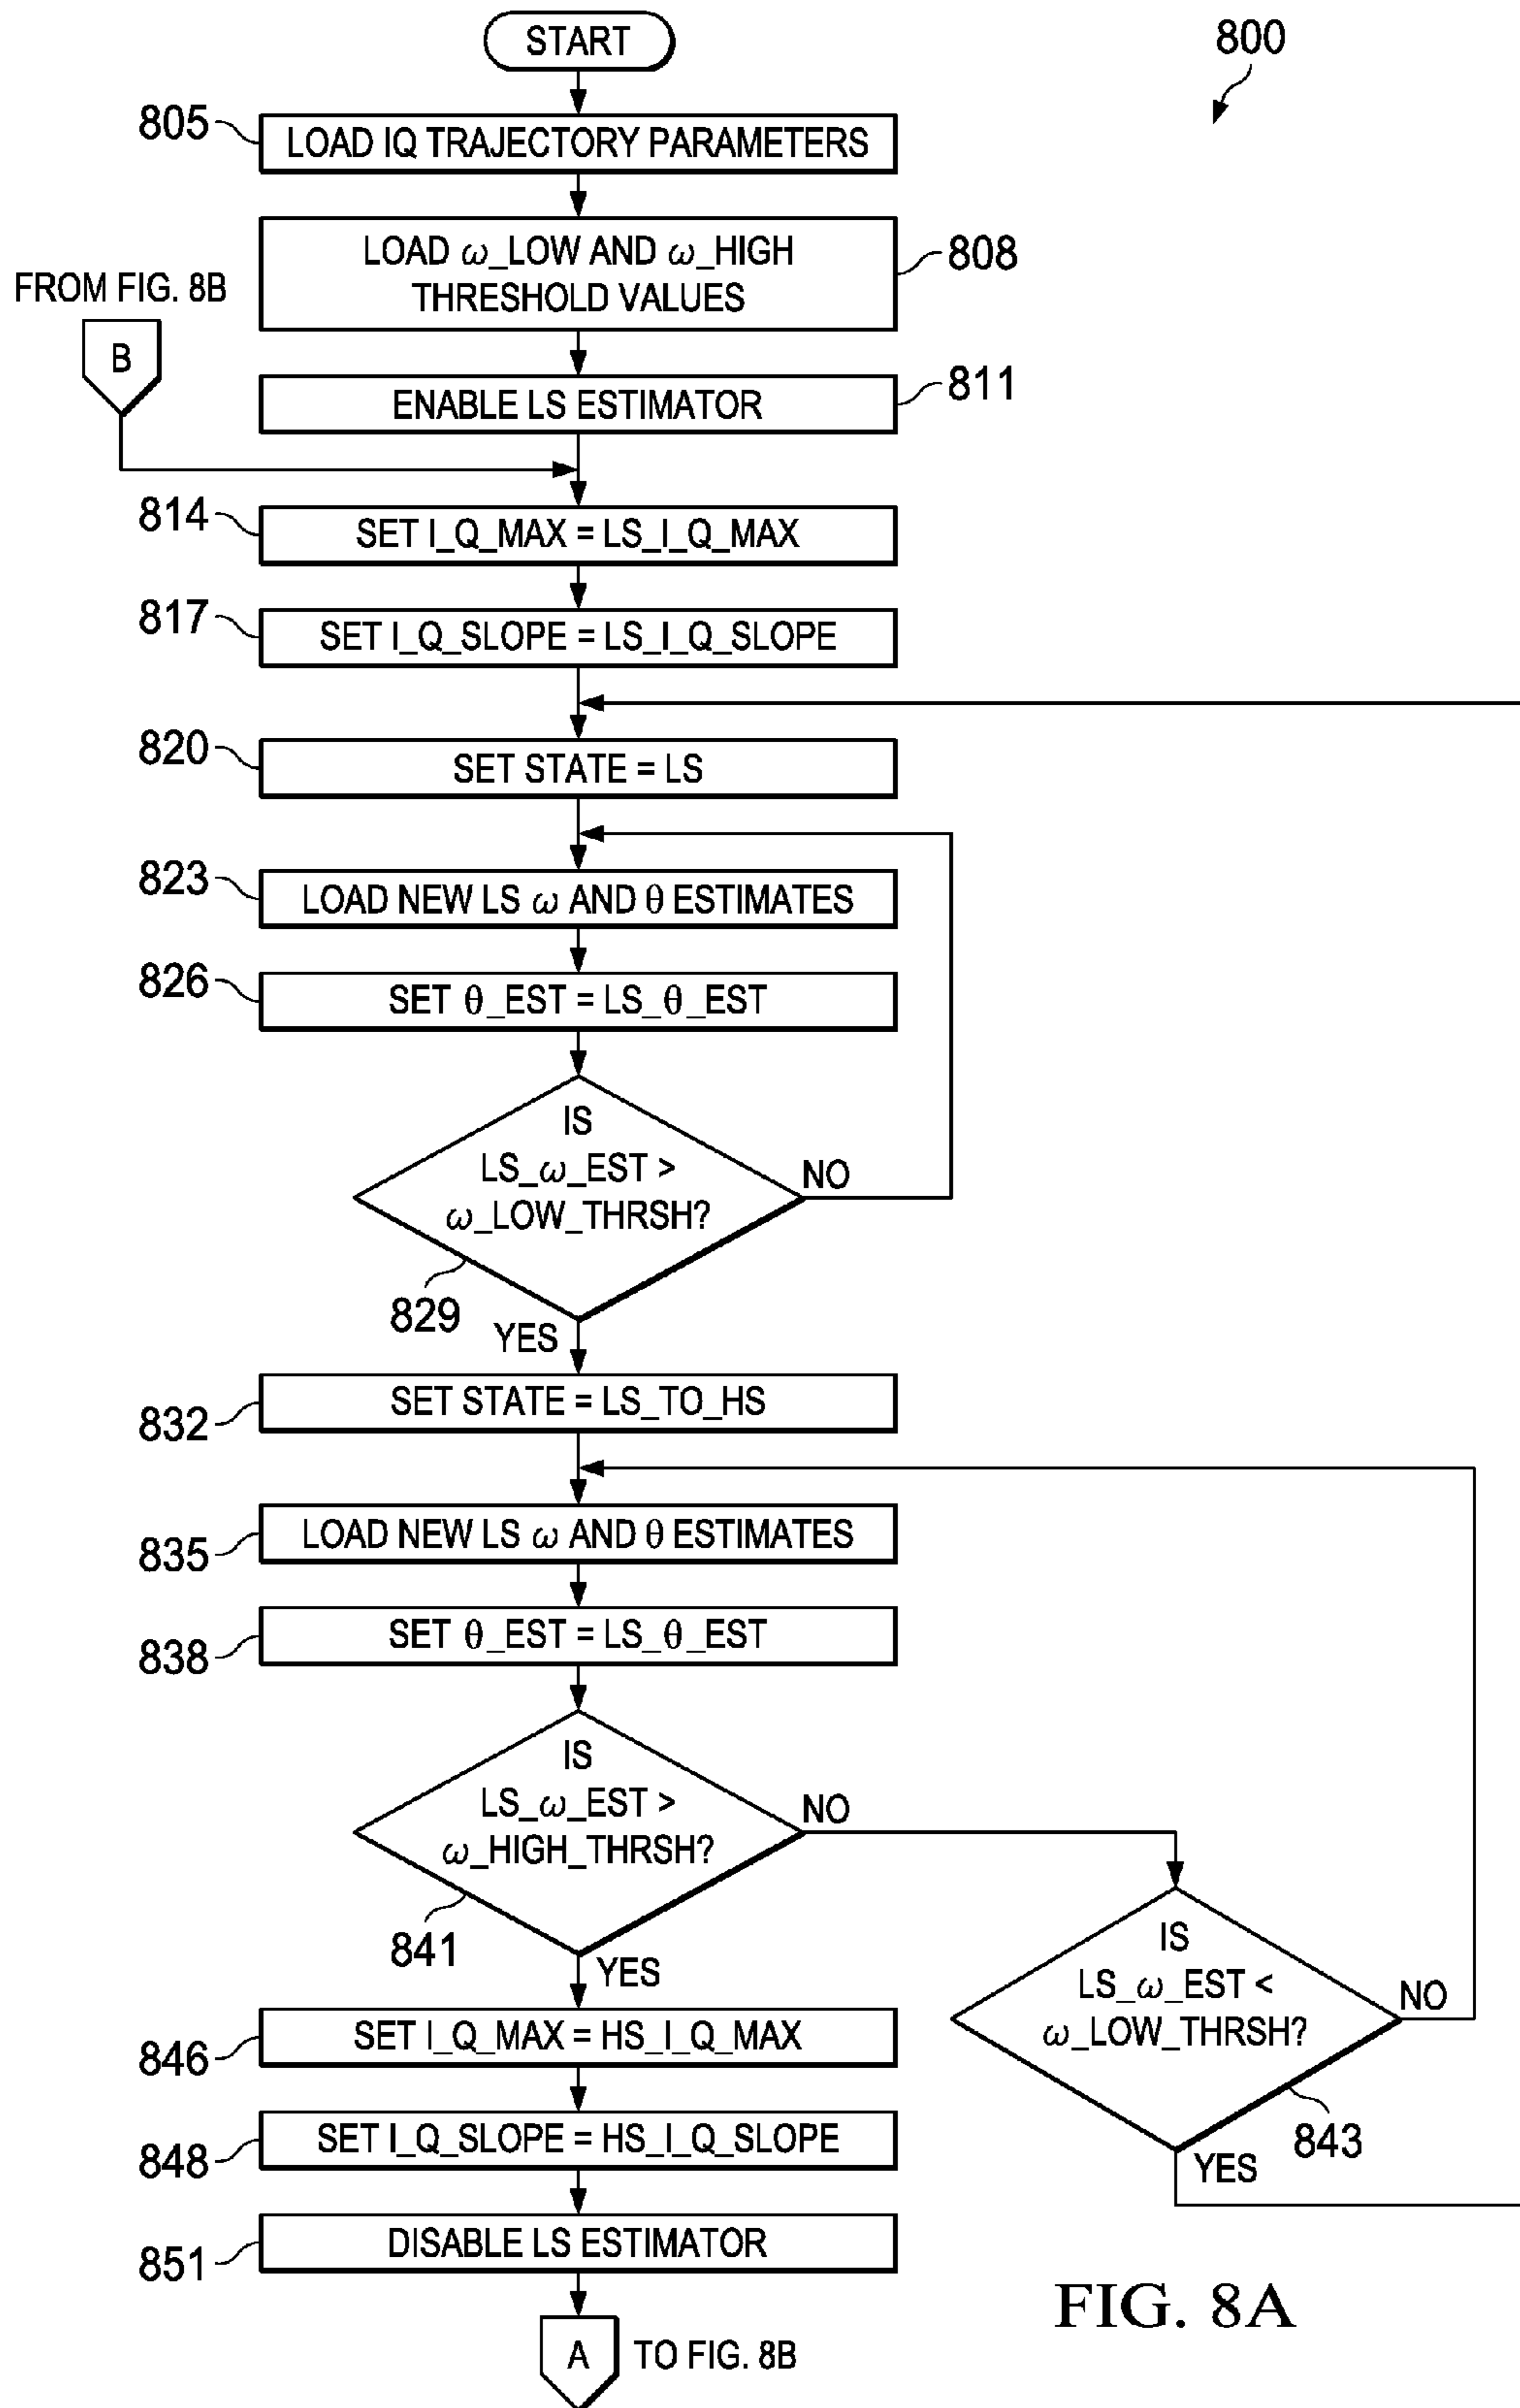 START
800
805
LOAD IQ TRAJECTORY PARAMETERS
LOAD ω_LOW AND ω_HIGH
THRESHOLD VALUES
808
FROM FIG. 8B
B
ENABLE LS ESTIMATOR
811
814
SET I_Q_MAX = LS_I_Q_MAX
817
SET I_Q_SLOPE = LS_I_Q_SLOPE
820
SET STATE = LS
823
LOAD NEW LS ω AND θ ESTIMATES
826
SET θ_EST = LS_θ_EST
IS
LS_ω_EST >
ω_LOW_THRSH?
NO
829
YES
832
SET STATE = LS_TO_HS
835
LOAD NEW LS ω AND θ ESTIMATES
838
SET θ_EST = LS_θ_EST
IS
LS_ω_EST >
ω_HIGH_THRSH?
NO
841
YES
IS
LS_ω_EST <
ω_LOW_THRSH?
NO
843
YES
846
SET I_Q_MAX = HS_I_Q_MAX
848
SET I_Q_SLOPE = HS_I_Q_SLOPE
851
DISABLE LS ESTIMATOR
A
TO FIG. 8B
FIG. 8A